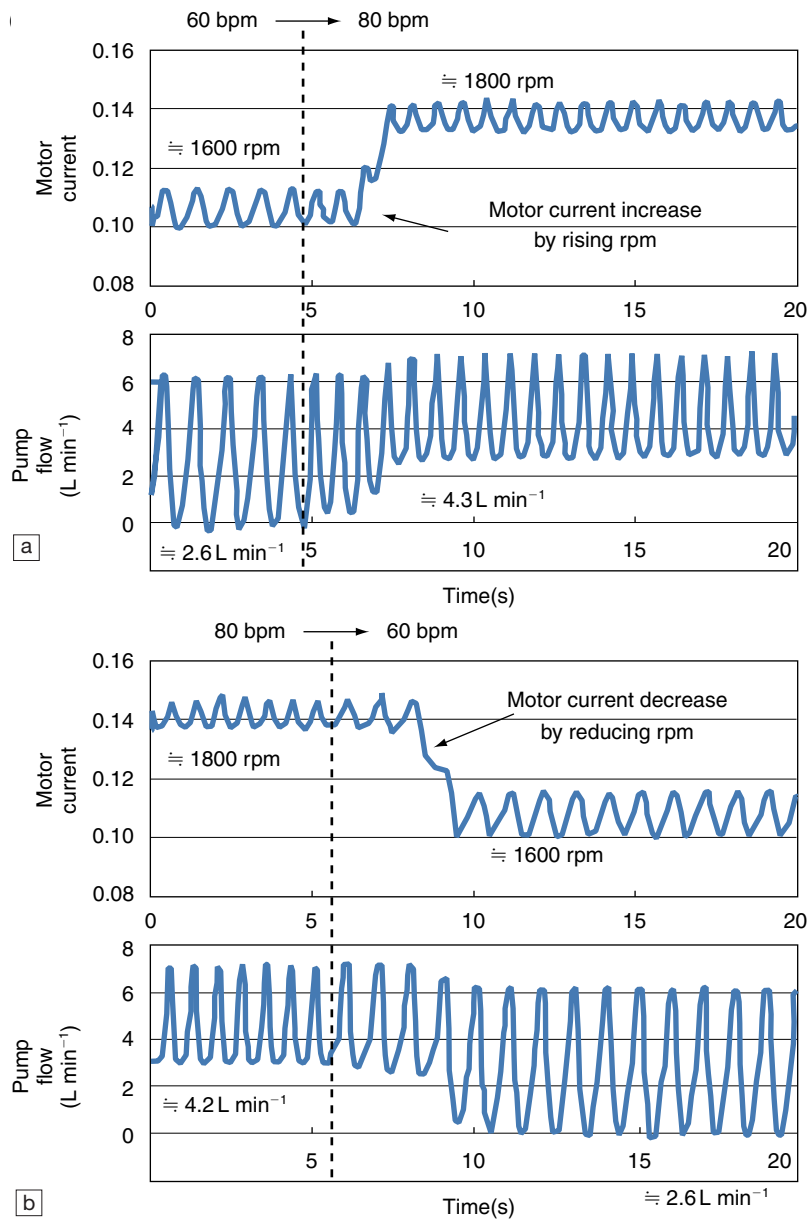 60 bpm → 80 bpm
0.16
≒ 1800 rpm
0.14
≒ 1600 rpm
Motor
current
0.12
Motor current increase
by rising rpm
0.10
0.08
0 5 10 15 20
8
6
Pump
flow
(L min⁻¹)
4
2
≒ 4.3 L min⁻¹
0
≒ 2.6 L min⁻¹ 5 10 15 20
a
Time(s)
80 bpm → 60 bpm
0.16
Motor current decrease
by reducing rpm
0.14
≒ 1800 rpm
Motor
current
0.12
0.10
≒ 1600 rpm
0.08
0 5 10 15 20
8
6
Pump
flow
(L min⁻¹)
4
2
≒ 4.2 L min⁻¹
0
5 10 15 20
b
Time(s)
≒ 2.6 L min⁻¹